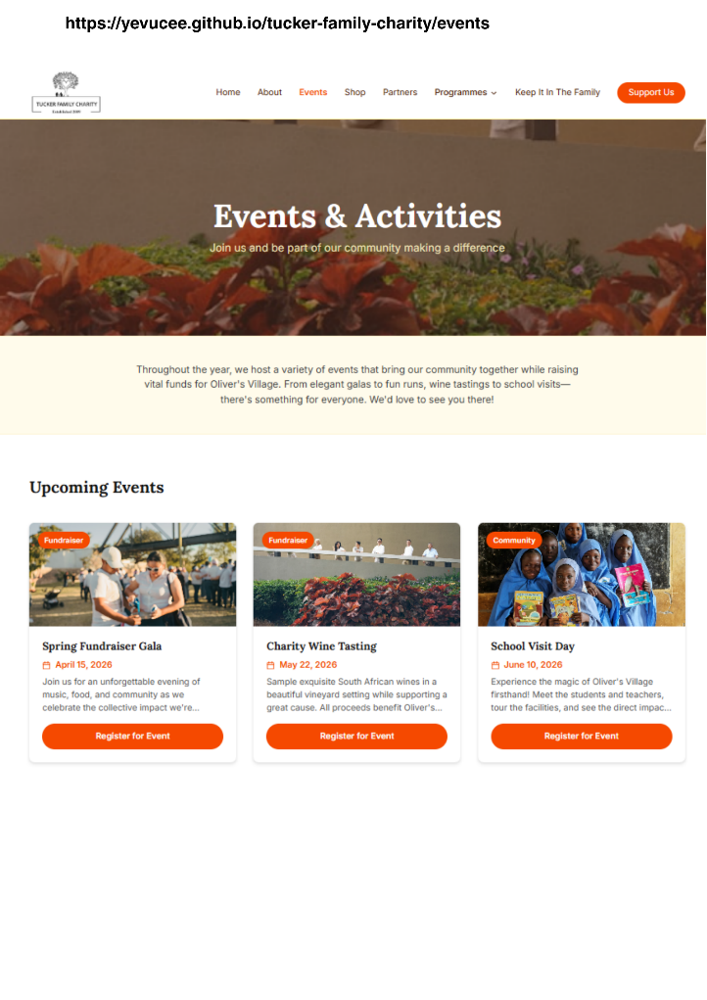 https://yevucee.github.io/tucker-family-charity/events
TUCKER FAMILY CHARITY
Established 2019
Home About Events Shop Partners Programmes Keep It In The Family Support Us
Events & Activities
Join us and be part of our community making a difference
Throughout the year, we host a variety of events that bring our community together while raising
vital funds for Oliver's Village. From elegant galas to fun runs, wine tastings to school visits—
there's something for everyone. We'd love to see you there!
Upcoming Events
Fundraiser
Spring Fundraiser Gala
April 15, 2026
Join us for an unforgettable evening of
music, food, and community as we
celebrate the collective impact we're...
Register for Event
Fundraiser
Charity Wine Tasting
May 22, 2026
Sample exquisite South African wines in a
beautiful vineyard setting while supporting a
great cause. All proceeds benefit Oliver's...
Register for Event
Community
School Visit Day
June 10, 2026
Experience the magic of Oliver's Village
firsthand! Meet the students and teachers,
tour the facilities, and see the direct impac...
Register for Event